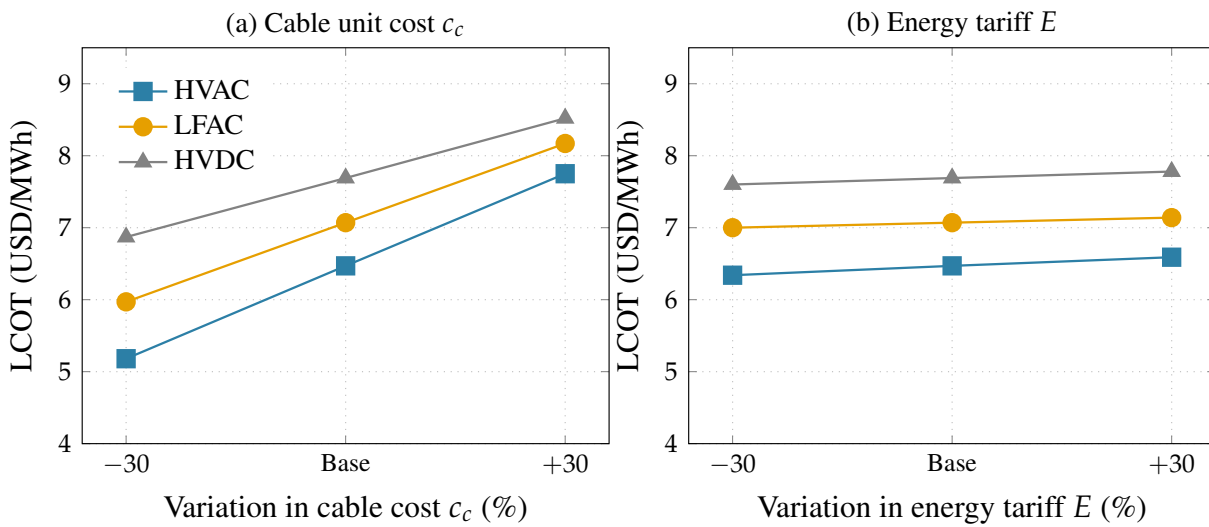 (a) Cable unit cost c_c
9
8
7
6
5
4
LCOT (USD/MWh)
HVAC
LFAC
HVDC
−30
Base
+30
Variation in cable cost c_c (%)
(b) Energy tariff E
9
8
7
6
5
4
LCOT (USD/MWh)
−30
Base
+30
Variation in energy tariff E (%)